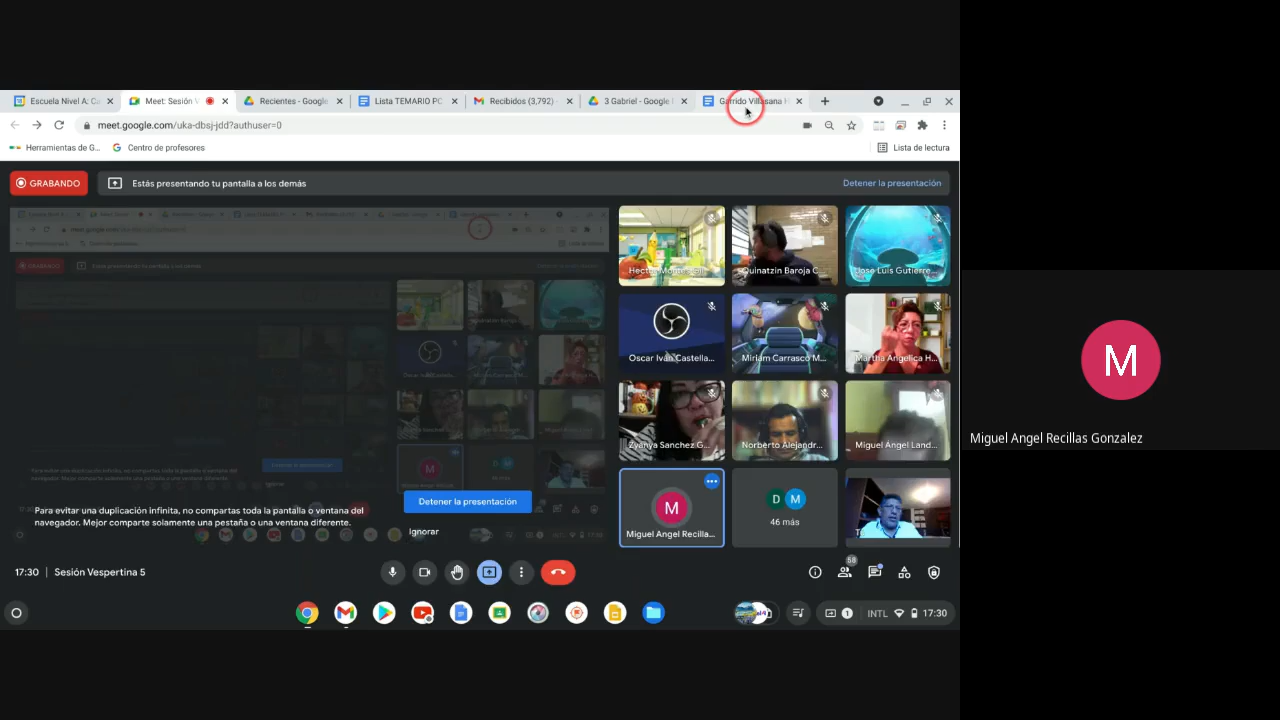 Escuela Nivel A: Ca
Meet: Sesión V
Recientes - Google
Lista TEMARIO PC
Recibidos (3,792) -
3 Gabriel - Google
Garrido Villasana H
meet.google.com/uka-dbsj-jdd?authuser=0
Herramientas de G...
Centro de profesores
Lista de lectura
GRABANDO
Estás presentando tu pantalla a los demás
Detener la presentación
Quinatzin Baroja C...
Jose Luis Gutierre...
Oscar Iván Castella...
Miriam Carrasco M...
Martha Angelica H...
Zyanya Sanchez G...
Norberto Alejandr...
Miguel Angel Land...
M
Miguel Angel Recilla...
D M
46 más
Para evitar una duplicación infinita, no compartas toda la pantalla o ventana del
navegador. Mejor comparte solamente una pestaña o una ventana diferente.
Detener la presentación
Ignorar
17:30 | Sesión Vespertina 5
58
1
INTL
17:30
M
Miguel Angel Recillas Gonzalez